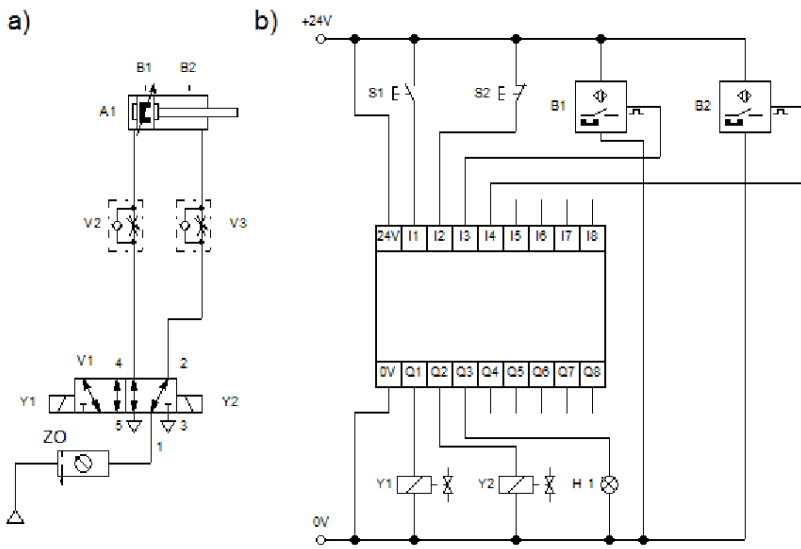 a)
B1 B2
A1
V2 V3
V1 4 2
Y1 Y2
5 3
1
ZO
b)
+24V
S1 S2 B1 B2
24V I1 I2 I3 I4 I5 I6 I7 I8
0V Q1 Q2 Q3 Q4 Q5 Q6 Q7 Q8
Y1 Y2 H 1
0V